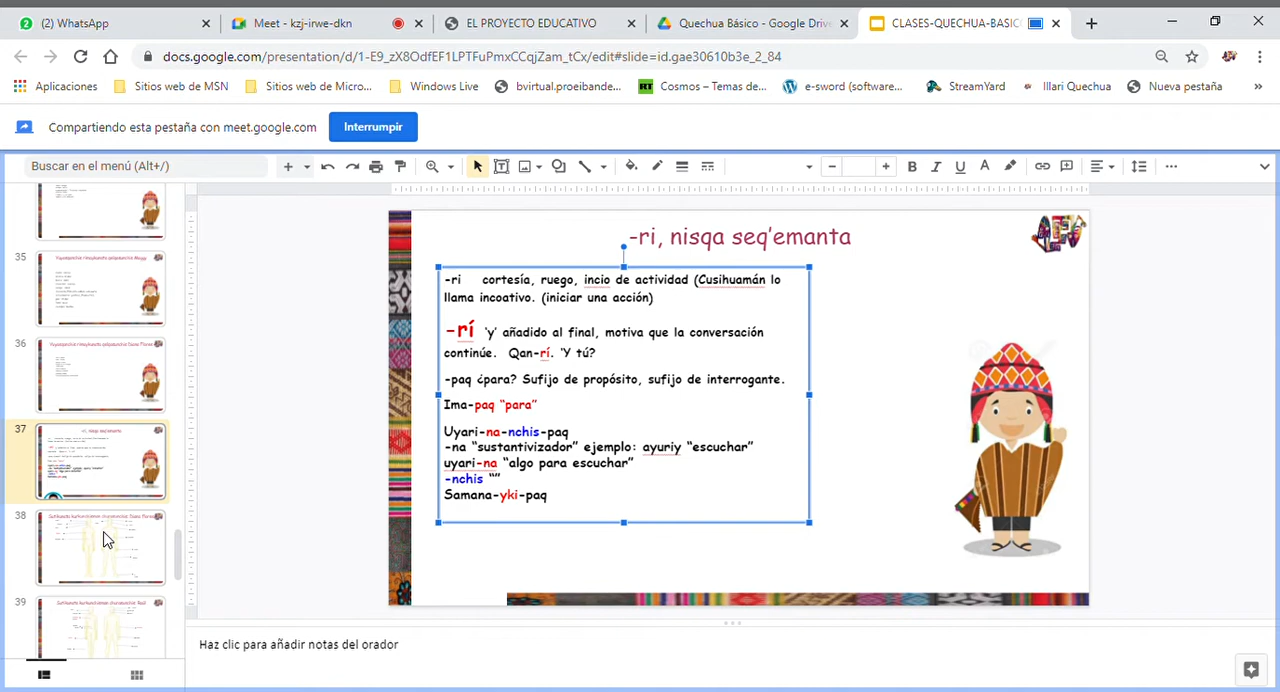 (2) WhatsApp
Meet - kzj-irwe-dkn
EL PROYECTO EDUCATIVO
Quechua Básico - Google Drive
CLASES-QUECHUA-BASIC
docs.google.com/presentation/d/1-E9_zX8OdfEF1LPTFuPmxCCqjZam_tCx/edit#slide=id.gae30610b3e_2_84
Aplicaciones
Sitios web de MSN
Sitios web de Micro...
Windows Live
bvirtual.proeibande...
RT
Cosmos – Temas de...
e-sword (software...
StreamYard
Illari Quechua
Nueva pestaña
Compartiendo esta pestaña con meet.google.com
Interrumpir
Buscar en el menú (Alt+/)
35
36
37
38
39
-ri, nisqa seq'emanta
-ri cortesía, ruego, incio de actividad (Cusihuamán lo
llama incoativo. (iniciar una acción)
-rí 'y' añadido al final, motiva que la conversación
continúe. Qan-rí. 'Y tú?
-paq ¿para? Sufijo de propósito, sufijo de interrogante.
Ima-paq "para"
Uyari-na-nchis-paq
-na "sustantivizador" ejemplo: ayuriy "escuchar"
uyari-na "algo para escuchar"
-nchis ""
Samana-yki-paq
Haz clic para añadir notas del orador